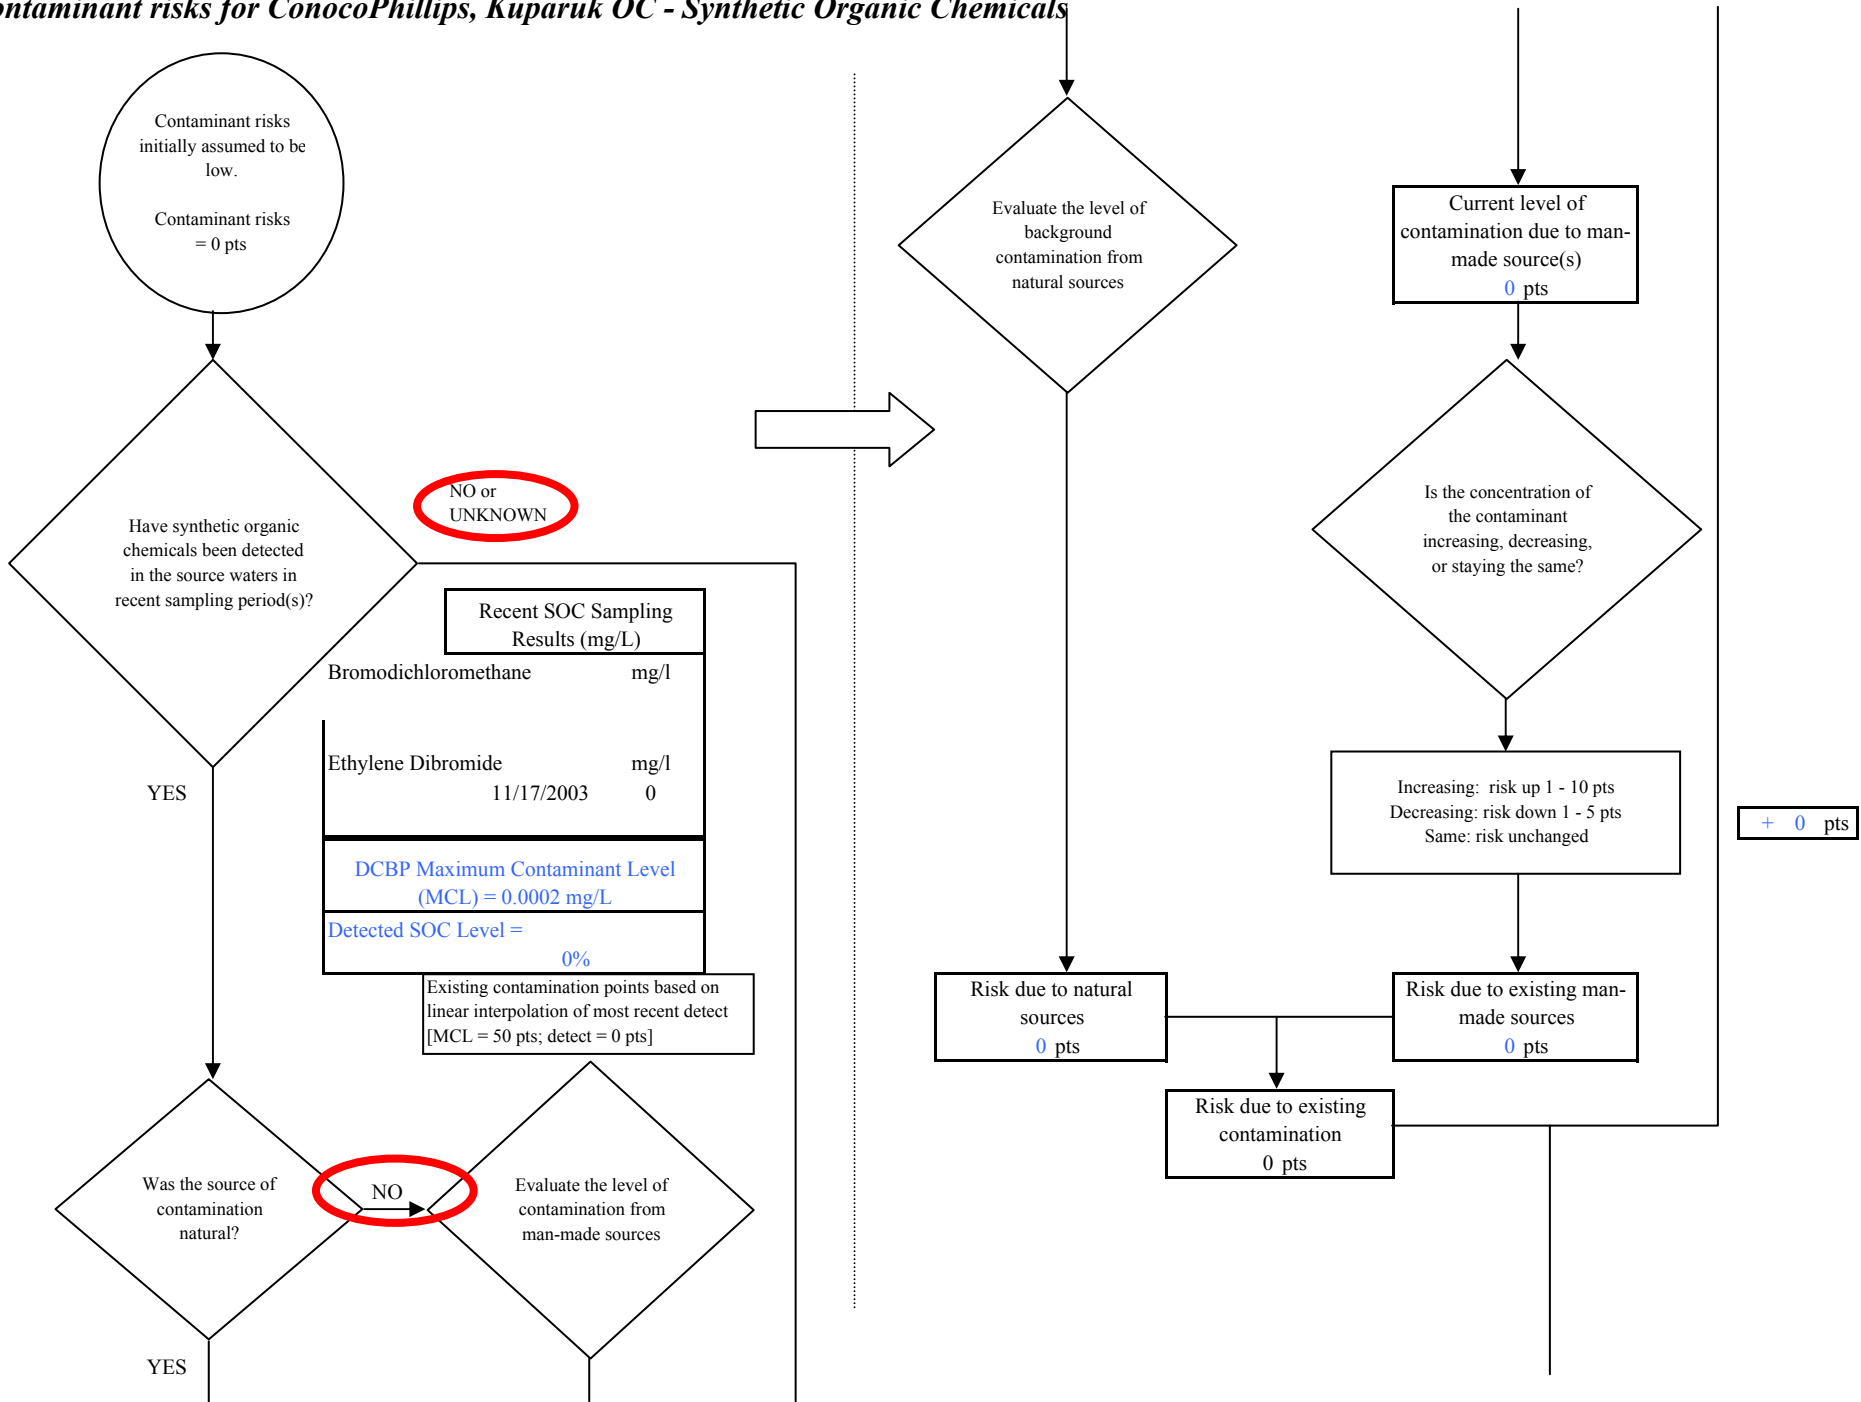 ontaminant risks for ConocoPhillips, Kuparuk OC - Synthetic Organic Chemicals
Contaminant risks
initially assumed to be
low.
Contaminant risks
= 0 pts
Have synthetic organic
chemicals been detected
in the source waters in
recent sampling period(s)?
NO or
UNKNOWN
YES
Recent SOC Sampling
Results (mg/L)
Bromodichloromethane mg/l
Ethylene Dibromide mg/l
11/17/2003 0
DCBP Maximum Contaminant Level
(MCL) = 0.0002 mg/L
Detected SOC Level =
0%
Existing contamination points based on
linear interpolation of most recent detect
[MCL = 50 pts; detect = 0 pts]
Was the source of
contamination
natural?
NO
YES
Evaluate the level of
contamination from
man-made sources
Evaluate the level of
background
contamination from
natural sources
Risk due to natural
sources
0 pts
Current level of
contamination due to man-
made source(s)
0 pts
Is the concentration of
the contaminant
increasing, decreasing,
or staying the same?
Increasing: risk up 1 - 10 pts
Decreasing: risk down 1 - 5 pts
Same: risk unchanged
Risk due to existing man-
made sources
0 pts
Risk due to existing
contamination
0 pts
+ 0 pts